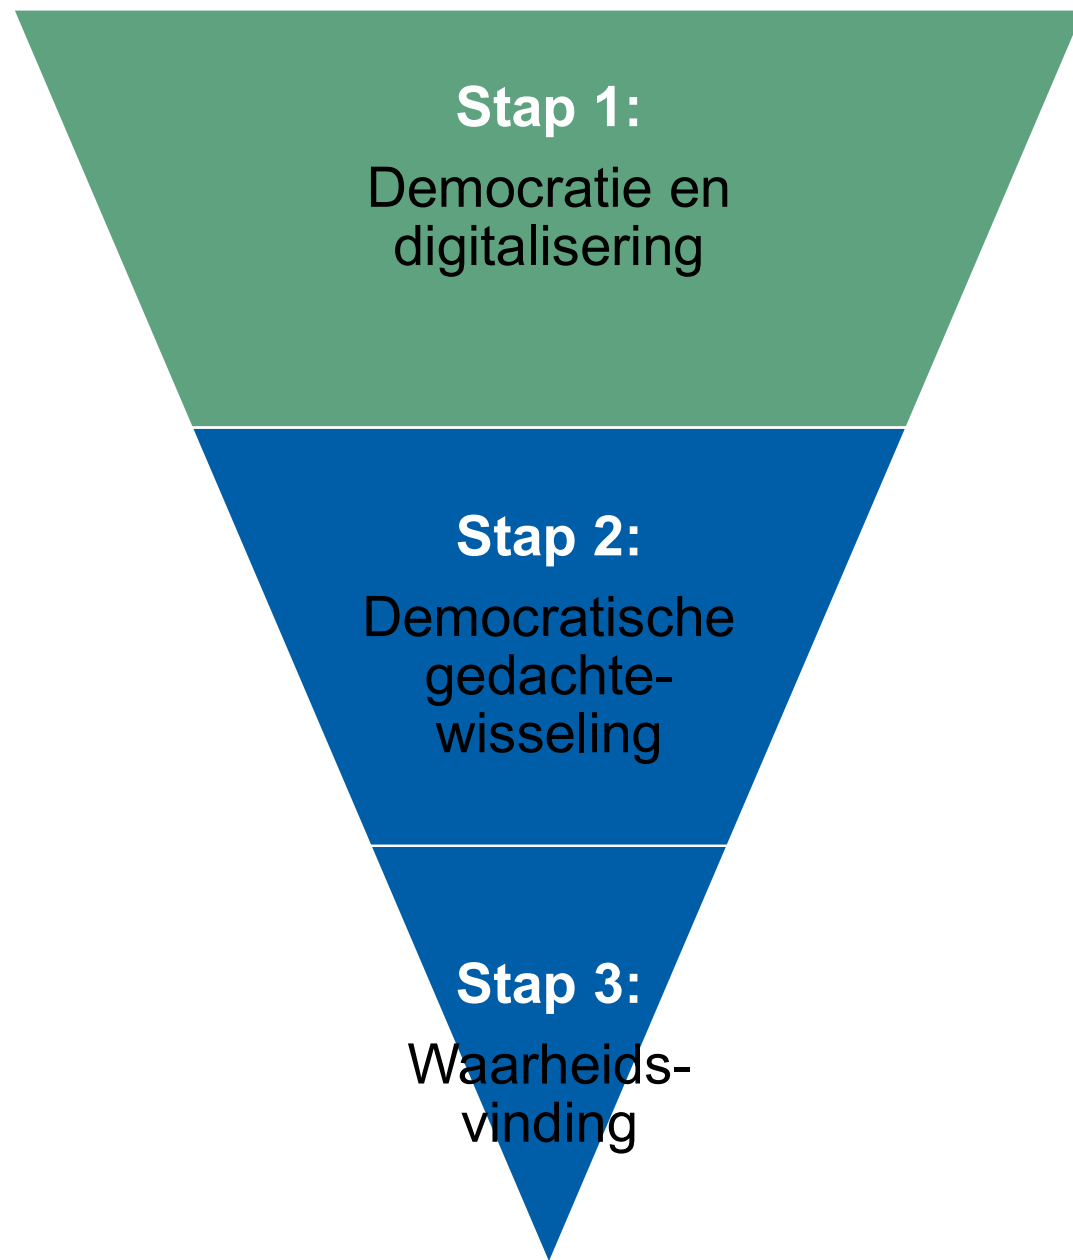 Stap 1:
Democratie en
digitalisering
Stap 2:
Democratische
gedachte-
wisseling
Stap 3:
Waarheids-
vinding